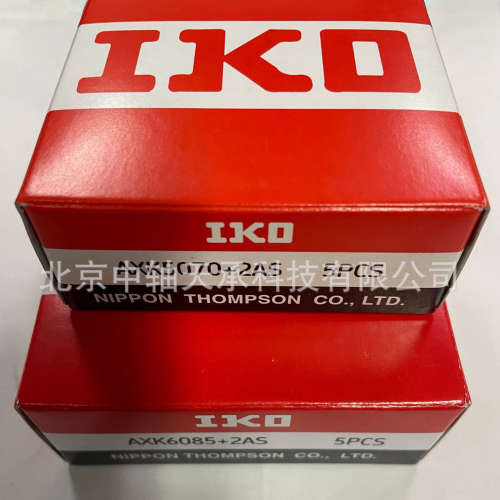 IKO
IKO
AXK5070+2AS 5PCS
北京中轴大承科技有限公司
NIPPON THOMPSON CO., LTD.
IKO
AXK6085+2AS 5PCS
NIPPON THOMPSON CO., LTD.